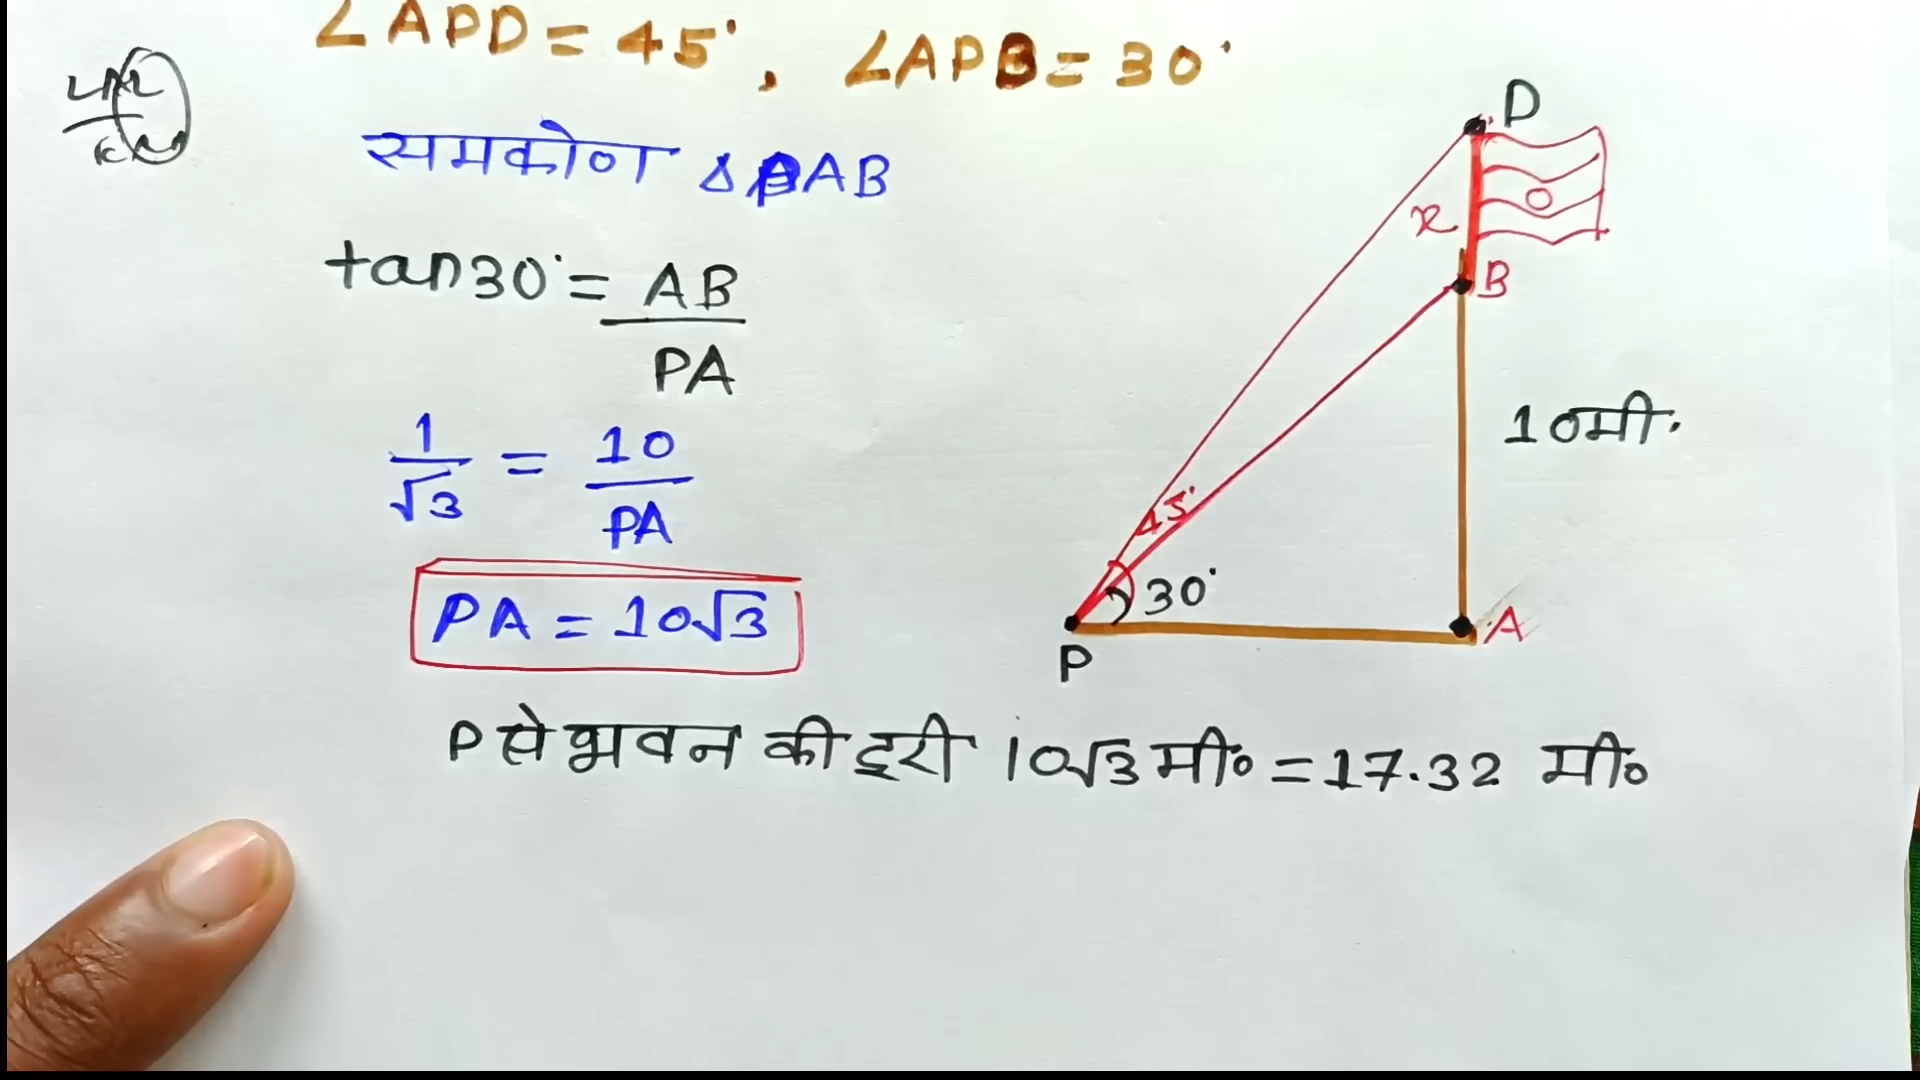 ∠APD = 45°, ∠APB = 30°
समकोण Δ PAB
tan30° = AB
PA
1/√3 = 10/PA
PA = 10√3
P से भवन की दूरी 10√3 मी० = 17.32 मी०
D
x
B
10मी.
45°
30°
P
A